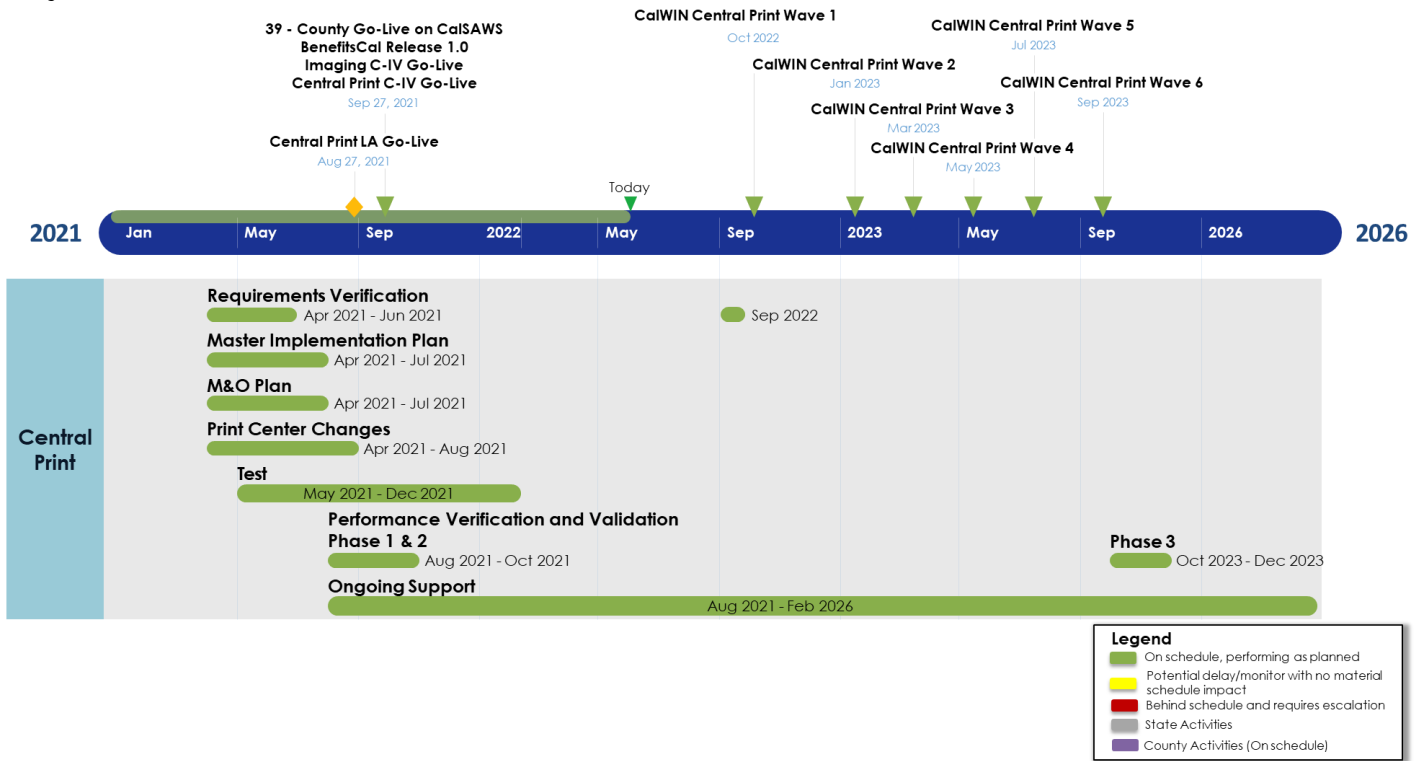 39 - County Go-Live on CalSAWS
BenefitsCal Release 1.0
Imaging C-IV Go-Live
Central Print C-IV Go-Live
Sep 27, 2021
Central Print LA Go-Live
Aug 27, 2021
CalWIN Central Print Wave 1
Oct 2022
CalWIN Central Print Wave 2
Jan 2023
CalWIN Central Print Wave 3
Mar 2023
CalWIN Central Print Wave 4
May 2023
CalWIN Central Print Wave 5
Jul 2023
CalWIN Central Print Wave 6
Sep 2023
Today
2021
Jan
May
Sep
2022
May
Sep
2023
May
Sep
2026
2026
Central
Print
Requirements Verification
Apr 2021 - Jun 2021
Sep 2022
Master Implementation Plan
Apr 2021 - Jul 2021
M&O Plan
Apr 2021 - Jul 2021
Print Center Changes
Apr 2021 - Aug 2021
Test
May 2021 - Dec 2021
Performance Verification and Validation
Phase 1 & 2
Aug 2021 - Oct 2021
Phase 3
Oct 2023 - Dec 2023
Ongoing Support
Aug 2021 - Feb 2026
Legend
On schedule, performing as planned
Potential delay/monitor with no material
schedule impact
Behind schedule and requires escalation
State Activities
County Activities (On schedule)